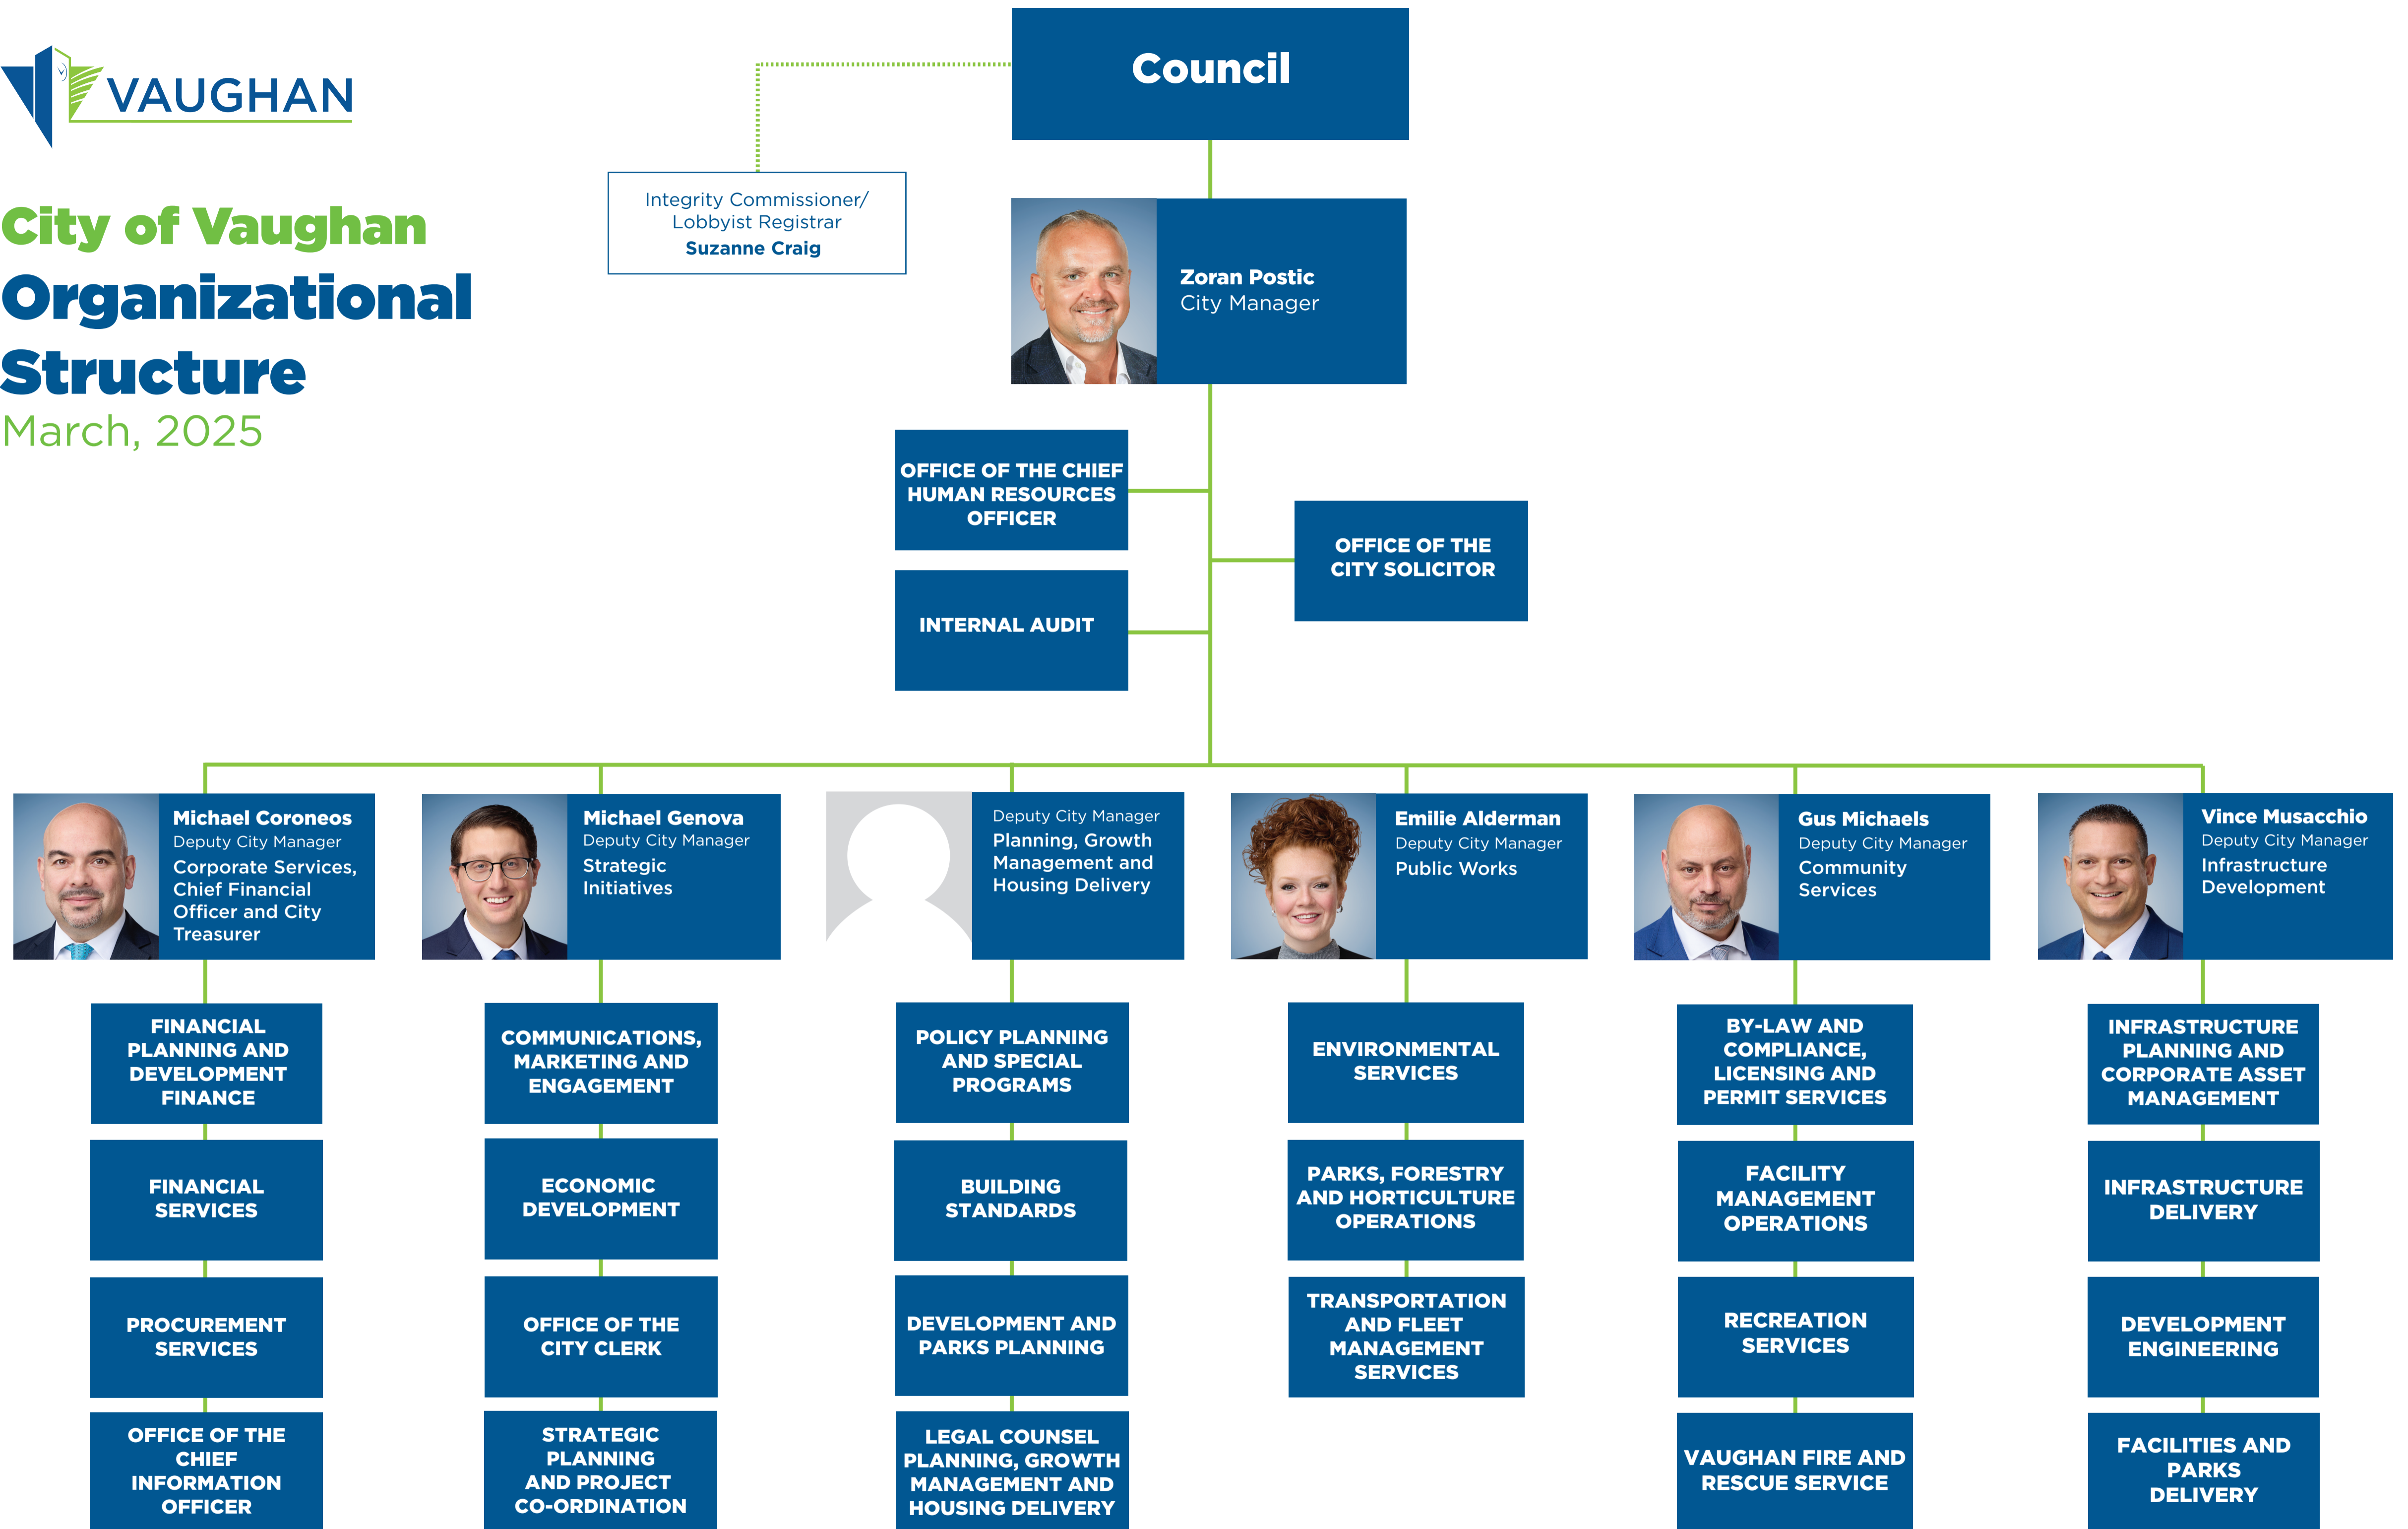 VAUGHAN
City of Vaughan
Organizational
Structure
March, 2025
Council
Integrity Commissioner/
Lobbyist Registrar
Suzanne Craig
Zoran Postic
City Manager
OFFICE OF THE CHIEF
HUMAN RESOURCES
OFFICER
OFFICE OF THE
CITY SOLICITOR
INTERNAL AUDIT
Michael Coroneos
Deputy City Manager
Corporate Services,
Chief Financial
Officer and City
Treasurer
Michael Genova
Deputy City Manager
Strategic
Initiatives
Deputy City Manager
Planning, Growth
Management and
Housing Delivery
Emilie Alderman
Deputy City Manager
Public Works
Gus Michaels
Deputy City Manager
Community
Services
Vince Musacchio
Deputy City Manager
Infrastructure
Development
FINANCIAL
PLANNING AND
DEVELOPMENT
FINANCE
FINANCIAL
SERVICES
PROCUREMENT
SERVICES
OFFICE OF THE
CHIEF
INFORMATION
OFFICER
COMMUNICATIONS,
MARKETING AND
ENGAGEMENT
ECONOMIC
DEVELOPMENT
OFFICE OF THE
CITY CLERK
STRATEGIC
PLANNING
AND PROJECT
CO-ORDINATION
POLICY PLANNING
AND SPECIAL
PROGRAMS
BUILDING
STANDARDS
DEVELOPMENT AND
PARKS PLANNING
LEGAL COUNSEL
PLANNING, GROWTH
MANAGEMENT AND
HOUSING DELIVERY
ENVIRONMENTAL
SERVICES
PARKS, FORESTRY
AND HORTICULTURE
OPERATIONS
TRANSPORTATION
AND FLEET
MANAGEMENT
SERVICES
BY-LAW AND
COMPLIANCE,
LICENSING AND
PERMIT SERVICES
FACILITY
MANAGEMENT
OPERATIONS
RECREATION
SERVICES
VAUGHAN FIRE AND
RESCUE SERVICE
INFRASTRUCTURE
PLANNING AND
CORPORATE ASSET
MANAGEMENT
INFRASTRUCTURE
DELIVERY
DEVELOPMENT
ENGINEERING
FACILITIES AND
PARKS
DELIVERY